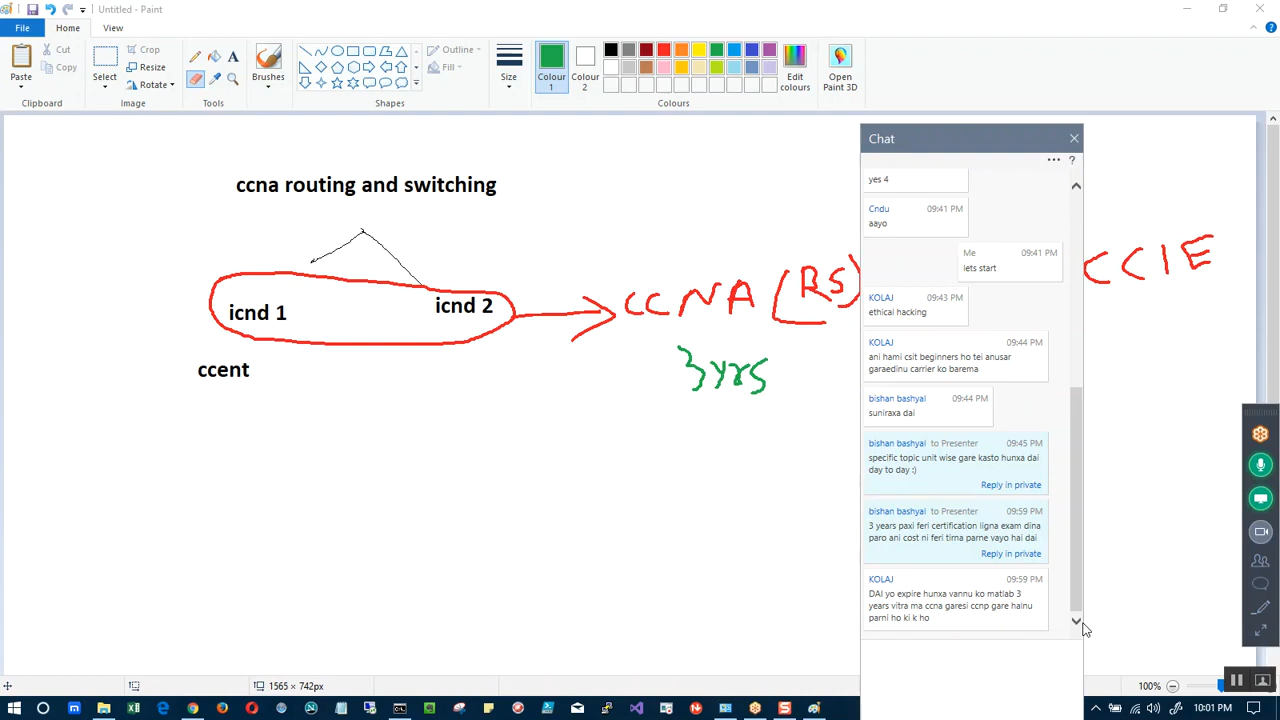 Untitled - Paint
File
Home
View
Paste
Cut
Copy
Clipboard
Select
Crop
Resize
Rotate
Image
Tools
Brushes
Outline
Fill
Shapes
Size
Colour 1
Colour 2
Edit colours
Open Paint 3D
Colours
ccna routing and switching
icnd 1
icnd 2
ccent
CCNA (RS)
3yrs
CCIE
Chat
... ?
yes 4
Cndu 09:41 PM
aayo
Me 09:41 PM
lets start
KOLAJ 09:43 PM
ethical hacking
KOLAJ 09:44 PM
ani hami csit beginners ho tei anusar
garaedinu carrier ko barema
bishan bashyal 09:44 PM
suniraxa dai
bishan bashyal to Presenter 09:45 PM
specific topic unit wise gare kasto hunxa dai
day to day :)
Reply in private
bishan bashyal to Presenter 09:59 PM
3 years paxi feri certification ligna exam dina
paro ani cost ni feri tirna parne vayo hai dai
Reply in private
KOLAJ 09:59 PM
DAI yo expire hunxa vannu ko matlab 3
years vitra ma ccna garesi ccnp gare halnu
parni ho ki k ho
1565 × 742px
100%
10:01 PM